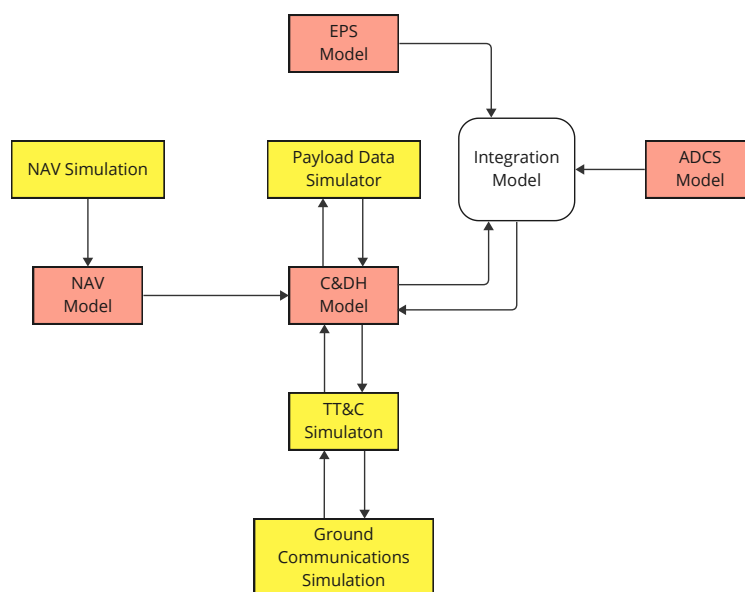 EPS
Model
NAV Simulation
Payload Data
Simulator
Integration
Model
ADCS
Model
NAV
Model
C&DH
Model
TT&C
Simulaton
Ground
Communications
Simulation